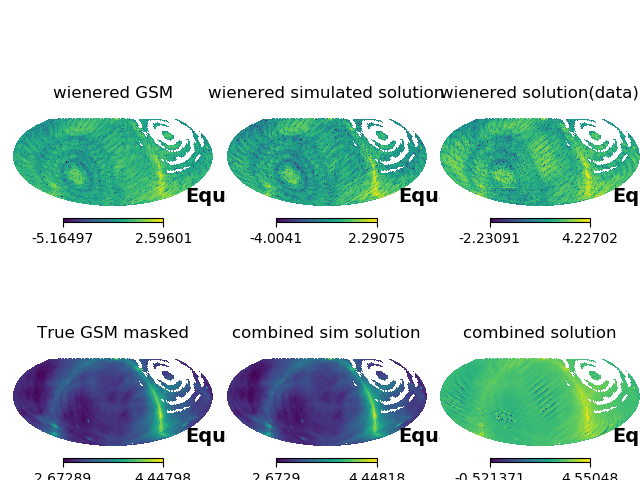 wienered GSM
wienered simulated solution
wienered solution(data)
Equ
Equ
Eq
-5.16497 2.59601
-4.0041 2.29075
-2.23091 4.22702
True GSM masked
combined sim solution
combined solution
Equ
Equ
Eq
2.67289 4.44798
2.6729 4.44818
-0.521371 4.55048